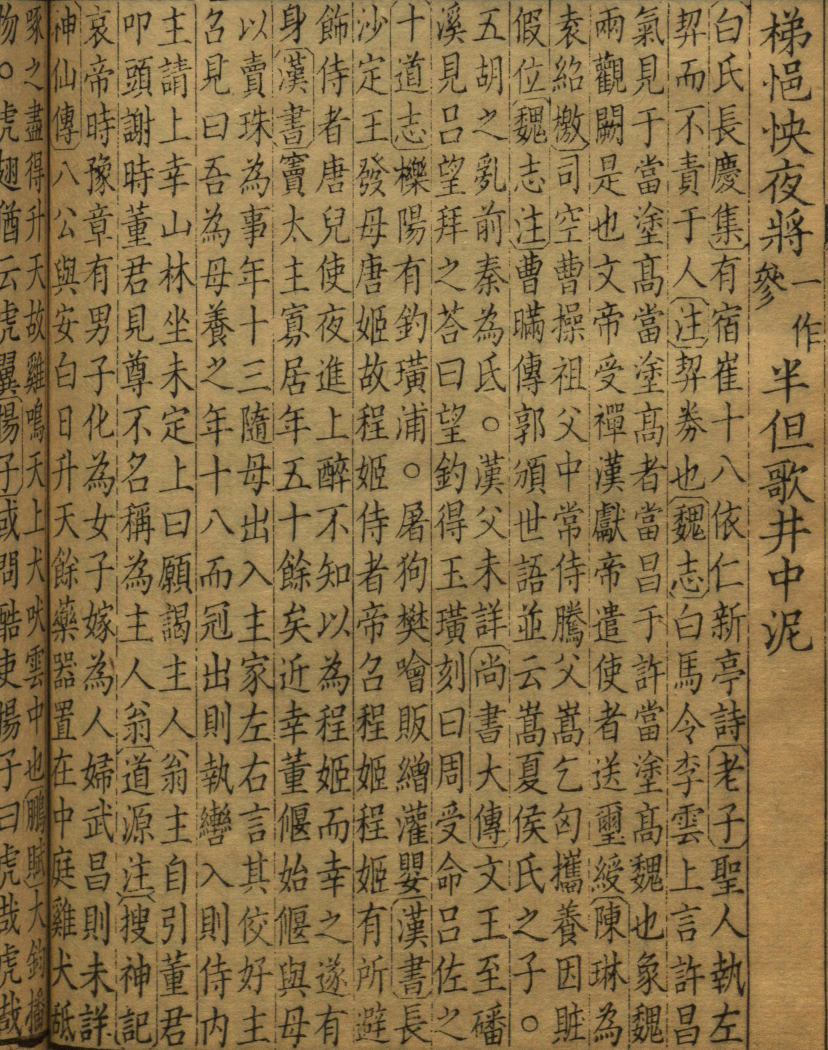 梯悒怏夜將一作參半但歌井中泥
白氏長慶集有宿崔十八依仁新亭詩老子聖人執左
契而不責于人注契券也魏志白馬令李雲上言許昌
氣見于當塗高當塗高者當昌于許當塗高魏也象魏
兩觀闕是也文帝受禪漢獻帝遣使者送璽綬陳琳為
袁紹檄司空曹操祖父中常侍騰父嵩乞匃攜養因贓
假位魏志注曹瞞傳郭頒世語並云嵩夏侯氏之子。
五胡之亂前秦為氐。漢父未詳尚書大傳文王至磻
溪見呂望拜之荅曰望釣得玉璜刻曰周受命呂佐之
十道志櫟陽有釣璜浦。屠狗樊噲販繒灌嬰漢書長
沙定王發母唐姬故程姬侍者帝召程姬程姬有所避
飾侍者唐兒使夜進上醉不知以為程姬而幸之遂有
身漢書竇太主寡居年五十餘矣近幸董偃始偃與母
以賣珠為事年十三隨母出入主家左右言其佼好主
召見曰吾為母養之年十八而冠出則執轡入則侍內
主請上幸山林坐未定上曰願謁主人翁主自引董君
叩頭謝時董君見尊不名稱為主人翁道源注搜神記
哀帝時豫章有男子化為女子嫁為人婦武昌則未詳
神仙傳八公與安白日升天餘藥器置在中庭雞犬舐
啄之盡得升天故雞鳴天上犬吠雲中也鵬賦大鈞播
物。虎翅酋云虎翼揚子或問酷吏揚子曰虎哉虎哉